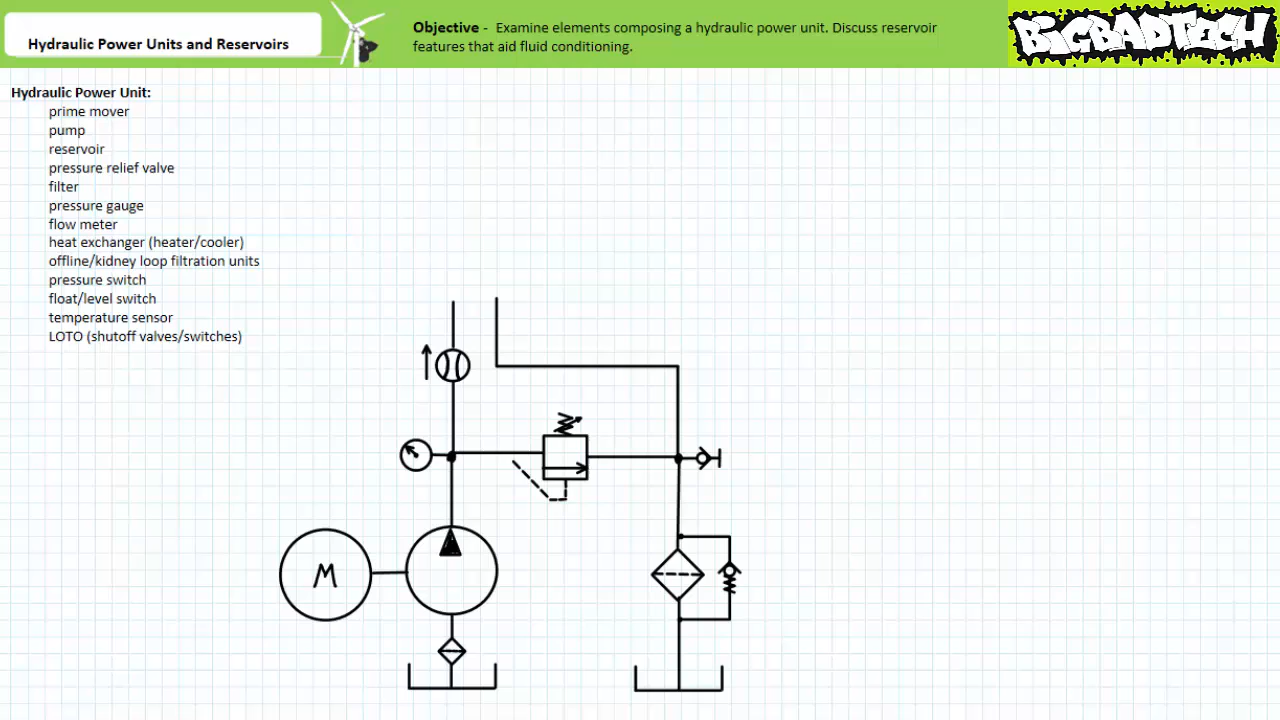 Hydraulic Power Units and Reservoirs
Objective - Examine elements composing a hydraulic power unit. Discuss reservoir
features that aid fluid conditioning.
BIGBADTECH
Hydraulic Power Unit:
prime mover
pump
reservoir
pressure relief valve
filter
pressure gauge
flow meter
heat exchanger (heater/cooler)
offline/kidney loop filtration units
pressure switch
float/level switch
temperature sensor
LOTO (shutoff valves/switches)
M